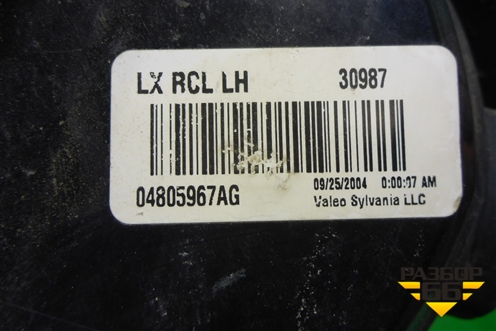 LX RCL LH 30987
04805967AG
09/25/2004 0:00:07 AM
Valeo Sylvania LLC
РАЗБОР
66